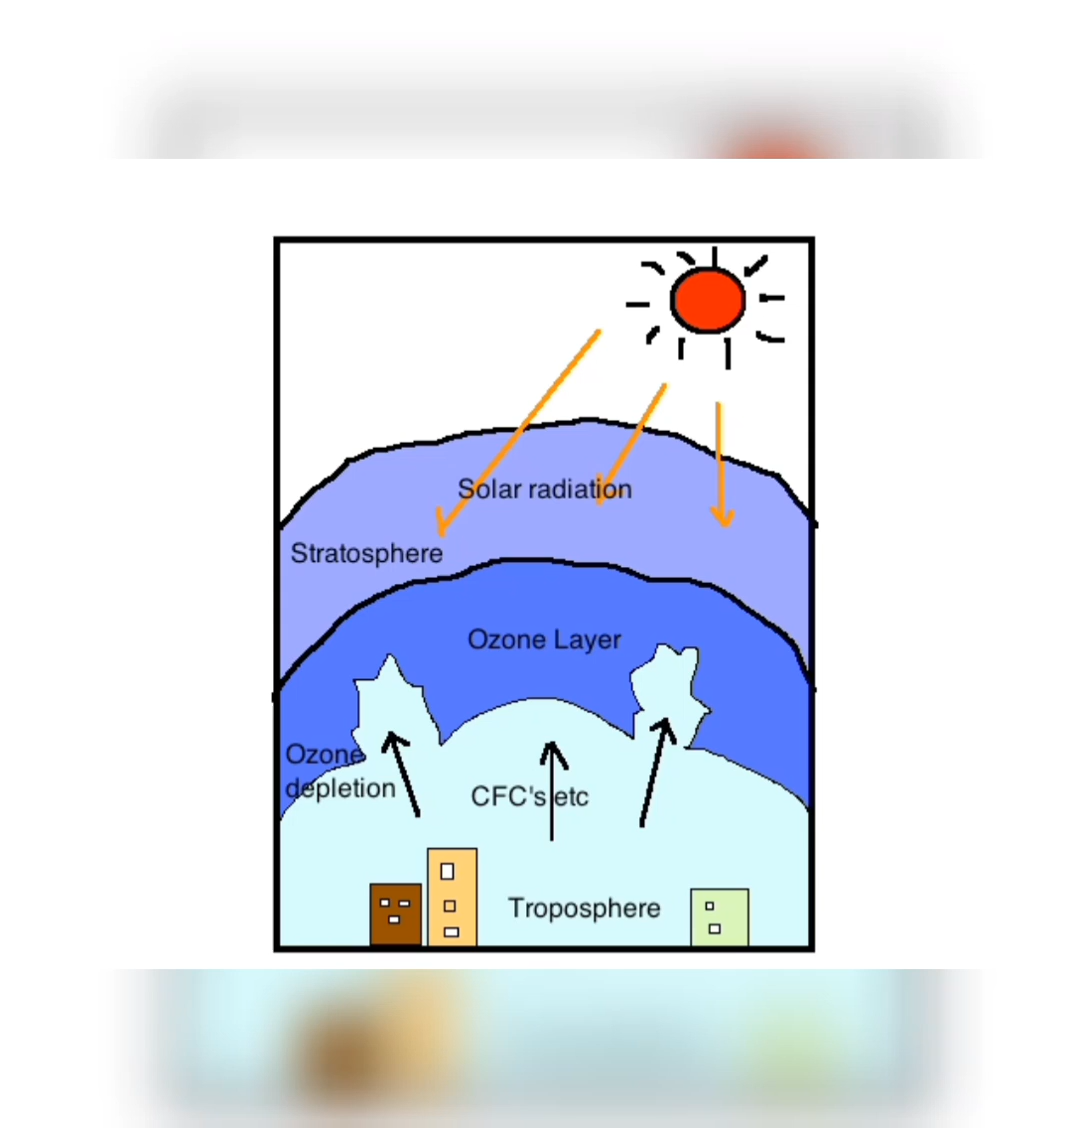 Solar radiation
Stratosphere
Ozone Layer
Ozone
depletion
CFC's etc
Troposphere